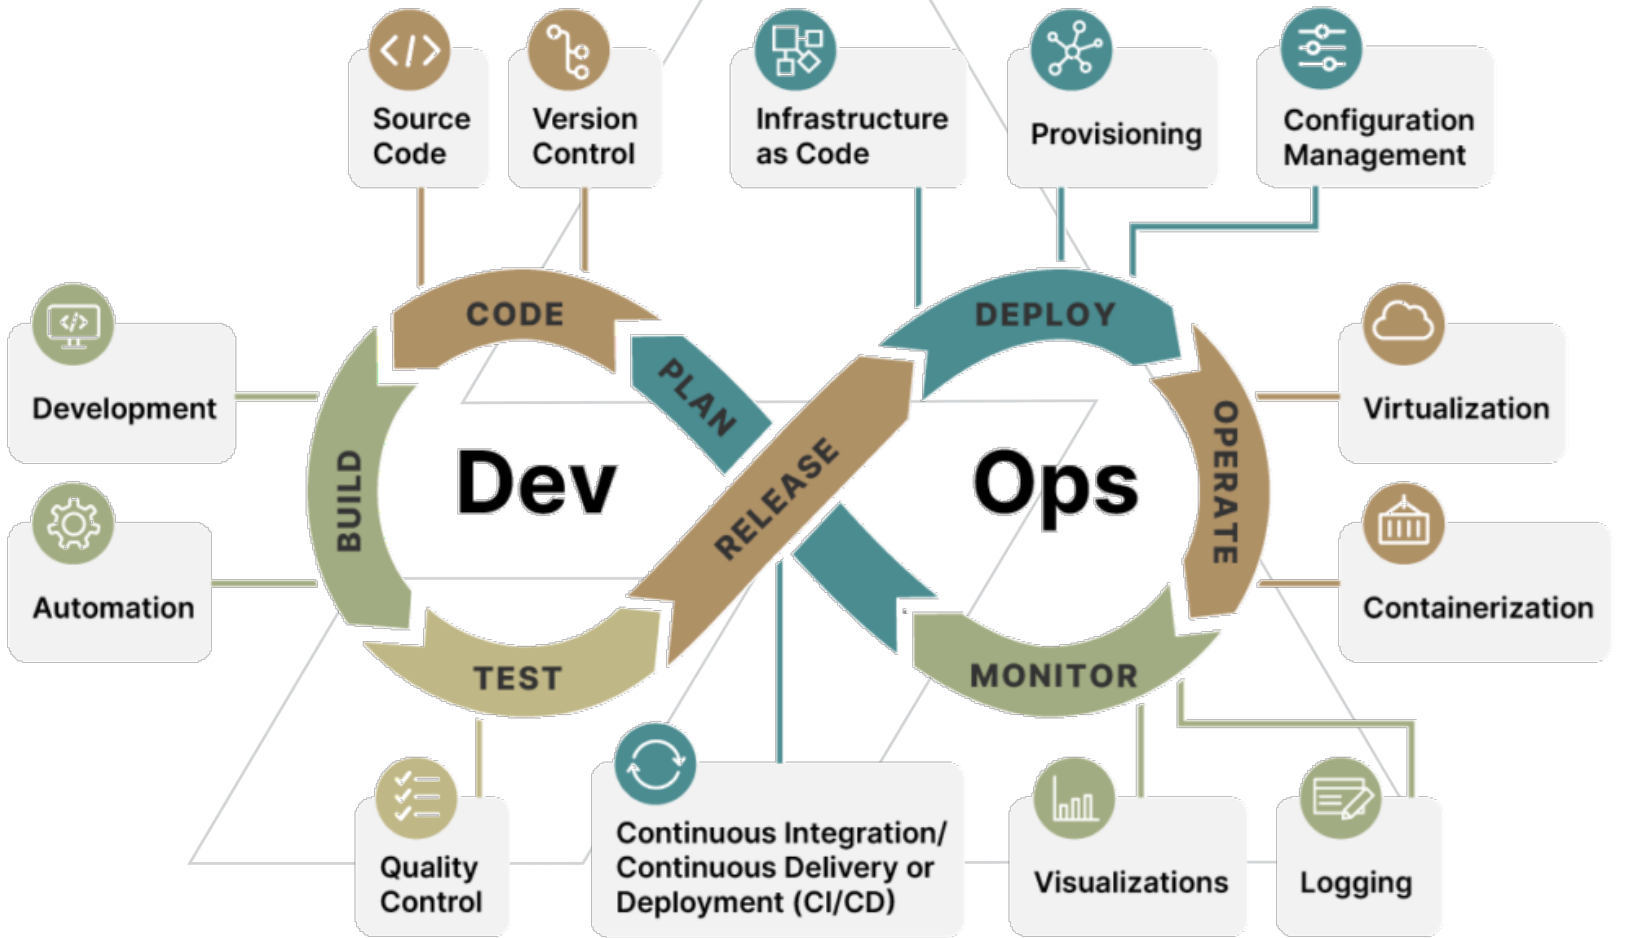 Source
Code
Version
Control
Infrastructure
as Code
Provisioning
Configuration
Management
CODE
DEPLOY
PLAN
Development
Virtualization
BUILD
Dev
RELEASE
Ops
OPERATE
Automation
Containerization
TEST
MONITOR
Quality
Control
Continuous Integration/
Continuous Delivery or
Deployment (CI/CD)
Visualizations
Logging